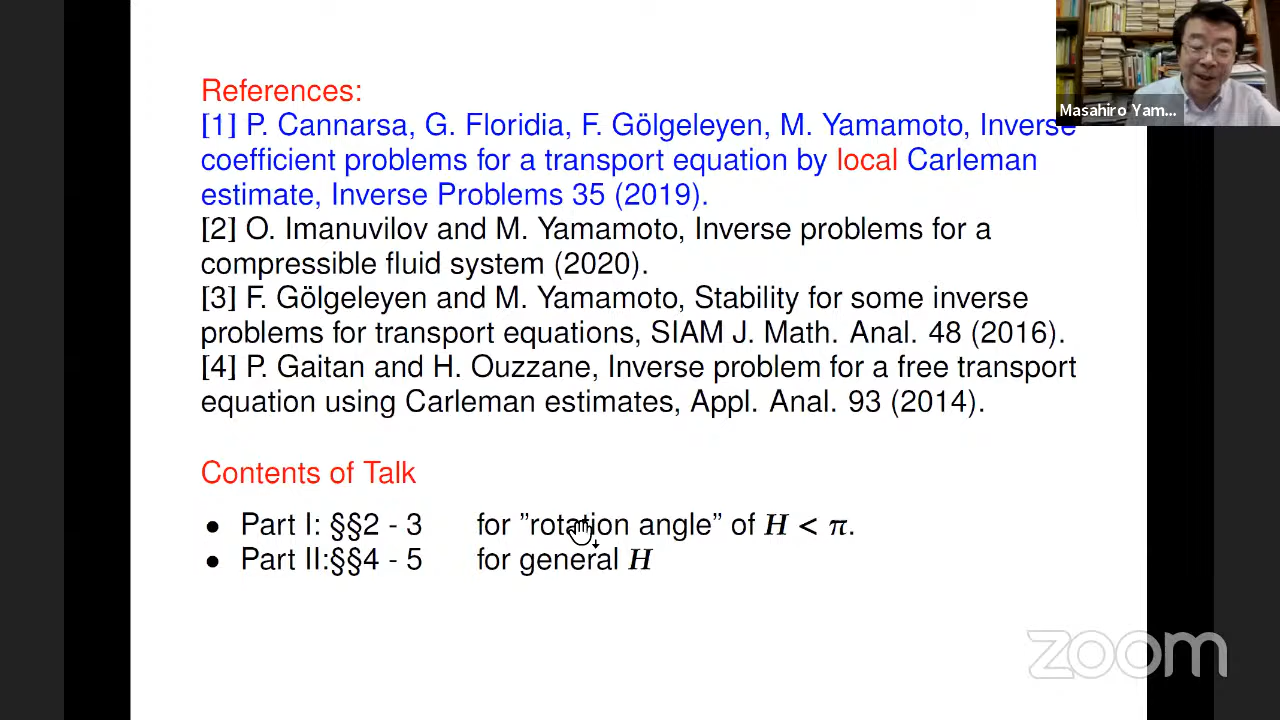 References:
[1] P. Cannarsa, G. Floridia, F. Gölgeleyen, M. Yamamoto, Inverse
coefficient problems for a transport equation by local Carleman
estimate, Inverse Problems 35 (2019).
[2] O. Imanuvilov and M. Yamamoto, Inverse problems for a
compressible fluid system (2020).
[3] F. Gölgeleyen and M. Yamamoto, Stability for some inverse
problems for transport equations, SIAM J. Math. Anal. 48 (2016).
[4] P. Gaitan and H. Ouzzane, Inverse problem for a free transport
equation using Carleman estimates, Appl. Anal. 93 (2014).
Contents of Talk
• Part I: §§2 - 3 for ”rotation angle” of H < π.
• Part II:§§4 - 5 for general H
Masahiro Yam...
zoom